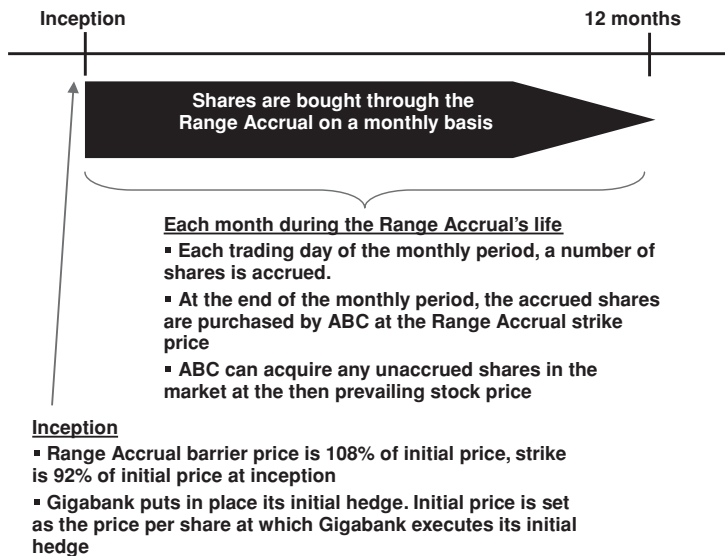 Inception
12 months
Shares are bought through the
Range Accrual on a monthly basis
Each month during the Range Accrual's life
▪ Each trading day of the monthly period, a number of
shares is accrued.
▪ At the end of the monthly period, the accrued shares
are purchased by ABC at the Range Accrual strike
price
▪ ABC can acquire any unaccrued shares in the
market at the then prevailing stock price
Inception
▪ Range Accrual barrier price is 108% of initial price, strike
is 92% of initial price at inception
▪ Gigabank puts in place its initial hedge. Initial price is set
as the price per share at which Gigabank executes its initial
hedge